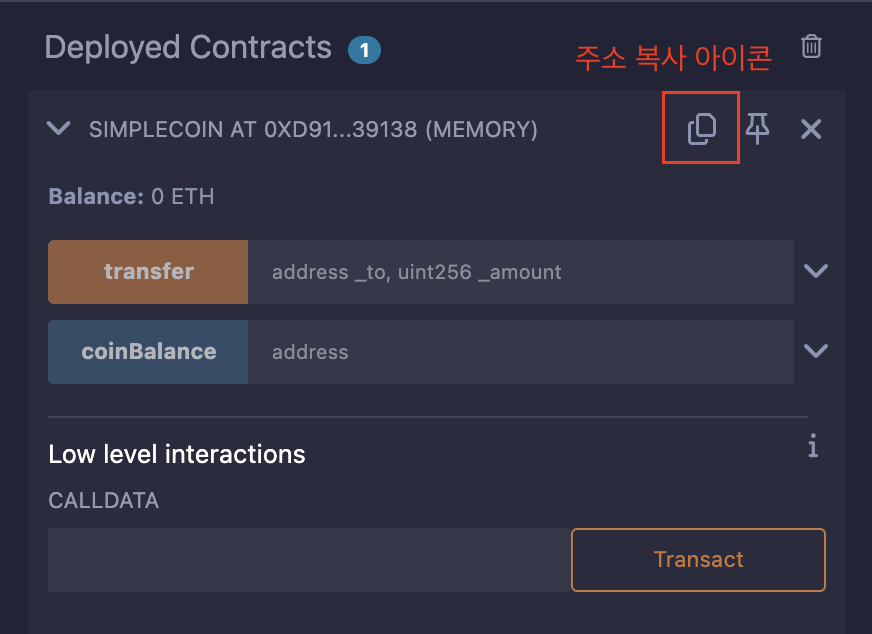 Deployed Contracts 1
주소 복사 아이콘
SIMPLECOIN AT 0XD91...39138 (MEMORY)
Balance: 0 ETH
transfer address _to, uint256 _amount
coinBalance address
Low level interactions
CALLDATA
Transact